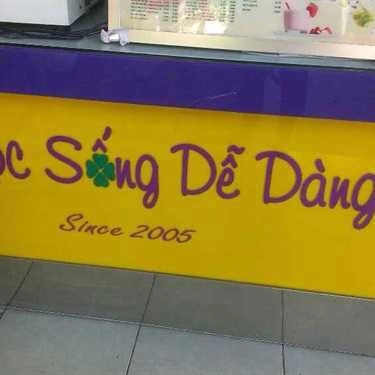 Sống Dễ Dàng
Since 2005